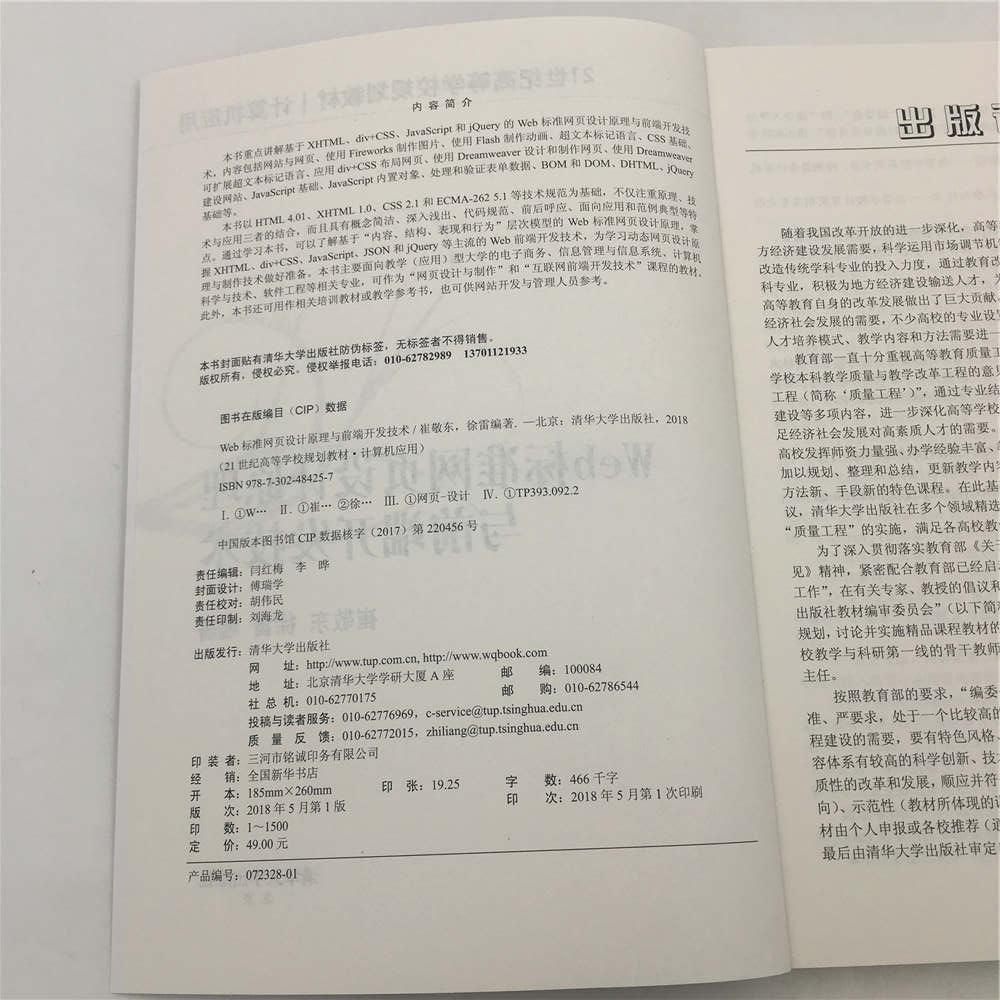 内容简介
本书重点讲解基于 XHTML、div+CSS、JavaScript 和 jQuery 的 Web 标准网页设计原理与前端开发技
术，内容包括网站与网页、使用 Fireworks 制作图片、使用 Flash 制作动画、超文本标记语言、CSS 基础、
可扩展超文本标记语言、应用 div+CSS 布局网页、使用 Dreamweaver 设计和制作网页、使用 Dreamweaver
建设网站、JavaScript 基础、JavaScript 内置对象、处理和验证表单数据、BOM 和 DOM、DHTML、jQuery
基础等。
本书以 HTML 4.01、XHTML 1.0、CSS 2.1 和 ECMA-262 5.1 等技术规范为基础，不仅注重原理、技
术与应用三者的结合，而且具有概念简洁、深入浅出、代码规范、前后呼应、面向应用和范例典型等特
点。通过学习本书，可以了解基于“内容、结构、表现和行为”层次模型的 Web 标准网页设计原理，掌
握 XHTML、div+CSS、JavaScript、JSON 和 jQuery 等主流的 Web 前端开发技术，为学习动态网页设计原
理与制作技术做好准备。本书主要面向教学（应用）型大学的电子商务、信息管理与信息系统、计算机
科学与技术、软件工程等相关专业，可作为“网页设计与制作”和“互联网前端开发技术”课程的教材。
此外，本书还可用作相关培训教材或教学参考书，也可供网站开发与管理人员参考。
本书封面贴有清华大学出版社防伪标签，无标签者不得销售。
版权所有，侵权必究。侵权举报电话：010-62782989 13701121933
图书在版编目（CIP）数据
Web 标准网页设计原理与前端开发技术 / 崔敬东，徐雷编著. —北京：清华大学出版社，2018
（21 世纪高等学校规划教材·计算机应用）
ISBN 978-7-302-48425-7
Ⅰ. ①W… Ⅱ. ①崔… ②徐… Ⅲ. ①网页-设计 Ⅳ. ①TP393.092.2
中国版本图书馆 CIP 数据核字（2017）第 220456 号
责任编辑：闫红梅 李 晔
封面设计：傅瑞学
责任校对：胡伟民
责任印制：刘海龙
出版发行：清华大学出版社
网 址：http://www.tup.com.cn, http://www.wqbook.com
地 址：北京清华大学学研大厦 A 座 邮 编：100084
社 总 机：010-62770175 邮 购：010-62786544
投稿与读者服务：010-62776969，c-service@tup.tsinghua.edu.cn
质 量 反 馈：010-62772015，zhiliang@tup.tsinghua.edu.cn
印 装 者：三河市铭诚印务有限公司
经 销：全国新华书店
开 本：185mm×260mm 印 张：19.25 字 数：466 千字
版 次：2018 年 5 月第 1 版 印 次：2018 年 5 月第 1 次印刷
印 数：1～1500
定 价：49.00 元
产品编号：072328-01
出版
随着我国改革开放的进一步深化，高等
方经济建设发展需要，科学运用市场调节机
改造传统学科专业的投入力度，通过教育改
科专业，积极为地方经济建设输送人才，为
高等教育自身的改革发展做出了巨大贡献。
经济社会发展的需要，不少高校的专业设置
人才培养模式、教学内容和方法需要进一
教育部一直十分重视高等教育质量工
学校本科教学质量与教学改革工程的意见
工程（简称‘质量工程’）”，通过专业结
建设等多项内容，进一步深化高等学校
足经济社会发展对高素质人才的需要。
高校发挥师资力量强、办学经验丰富、
加以规划、整理和总结，更新教学内
方法新、手段新的特色课程。在此基
议，清华大学出版社在多个领域精选
“质量工程”的实施，满足各高校教
为了深入贯彻落实教育部《关于
见》精神，紧密配合教育部已经启
工作”，在有关专家、教授的倡议和
出版社教材编审委员会”（以下简称
规划，讨论并实施精品课程教材的
校教学与科研第一线的骨干教师
主任。
按照教育部的要求，“编委
准、严要求，处于一个比较高的
程建设的需要，要有特色风格、
容体系有较高的科学创新、技
质性的改革和发展，顺应并符
向）、示范性（教材所体现的课
材由个人申报或各校推荐（通
最后由清华大学出版社审定